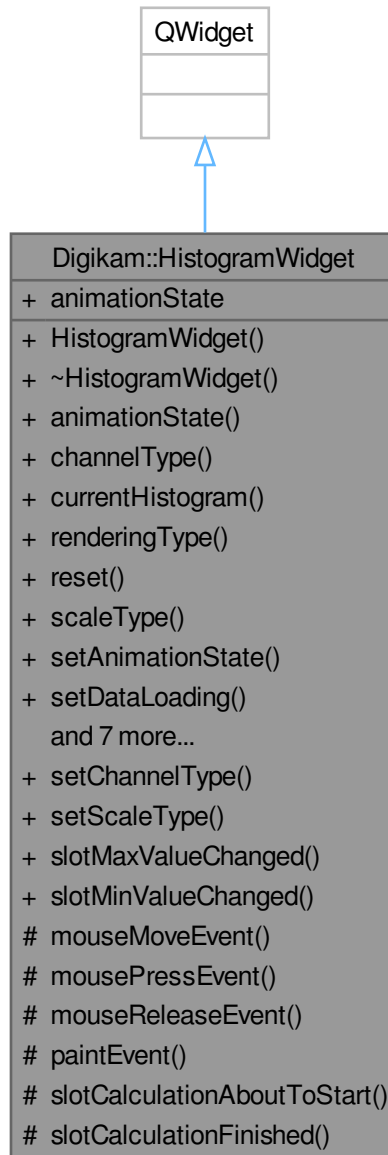 QWidget
Digikam::HistogramWidget
+ animationState
+ HistogramWidget()
+ ~HistogramWidget()
+ animationState()
+ channelType()
+ currentHistogram()
+ renderingType()
+ reset()
+ scaleType()
+ setAnimationState()
+ setDataLoading()
and 7 more...
+ setChannelType()
+ setScaleType()
+ slotMaxValueChanged()
+ slotMinValueChanged()
# mouseMoveEvent()
# mousePressEvent()
# mouseReleaseEvent()
# paintEvent()
# slotCalculationAboutToStart()
# slotCalculationFinished()